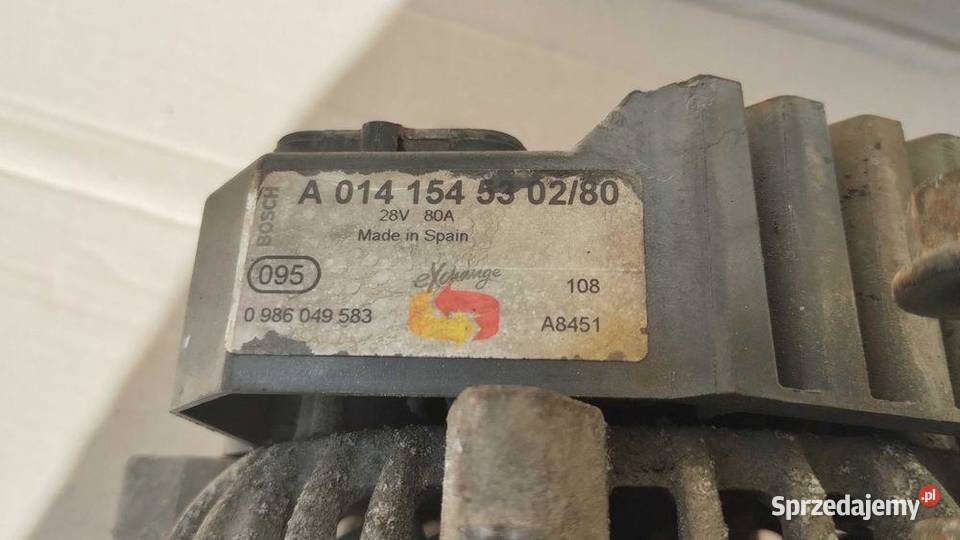 BOSCH
A 014 154 53 02/80
28V 80A
Made in Spain
095
eXchange
108
0 986 049 583
A8451
Sprzedajemy.pl